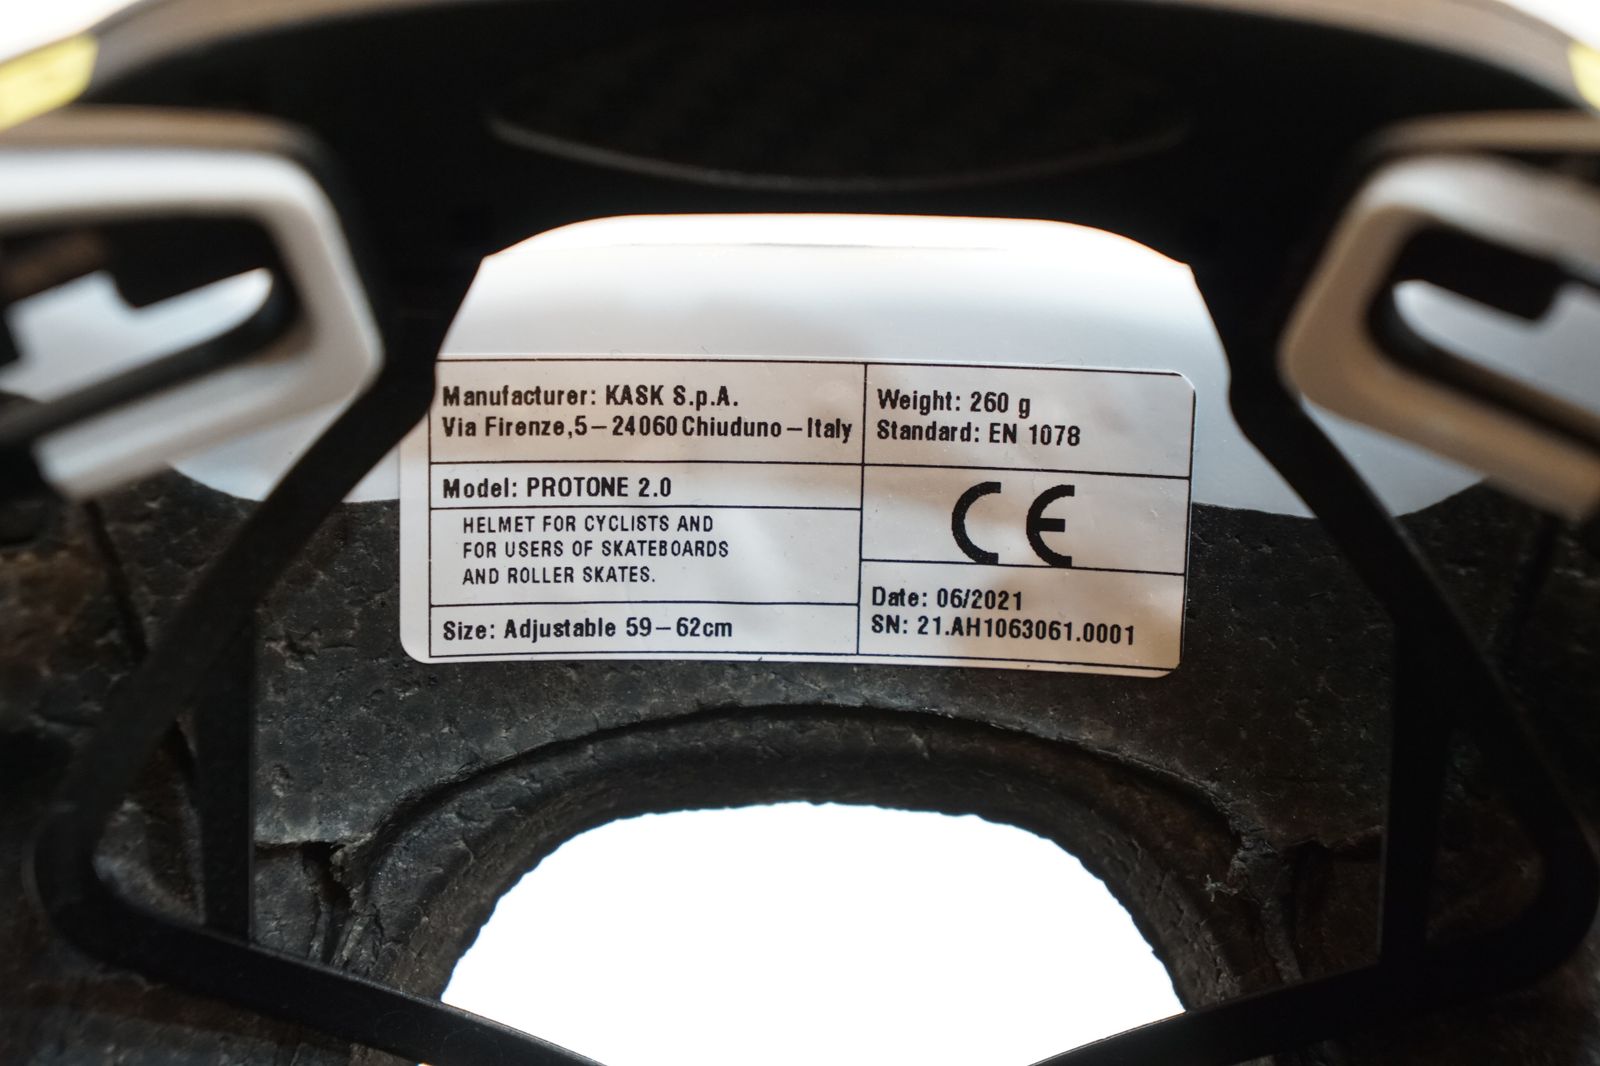 Manufacturer: KASK S.p.A.
Via Firenze,5 – 24060 Chiuduno – Italy
Model: PROTONE 2.0
HELMET FOR CYCLISTS AND
FOR USERS OF SKATEBOARDS
AND ROLLER SKATES.
Size: Adjustable 59 – 62cm
Weight: 260 g
Standard: EN 1078
CE
Date: 06/2021
SN: 21.AH1063061.0001